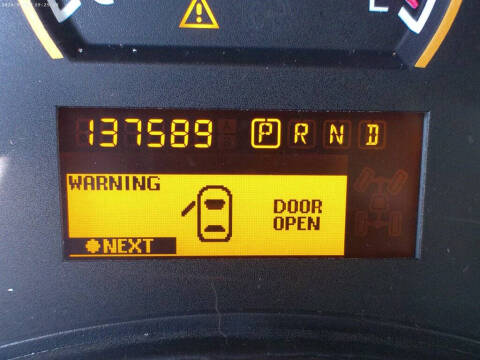 137589 P R N D
WARNING
DOOR
OPEN
NEXT